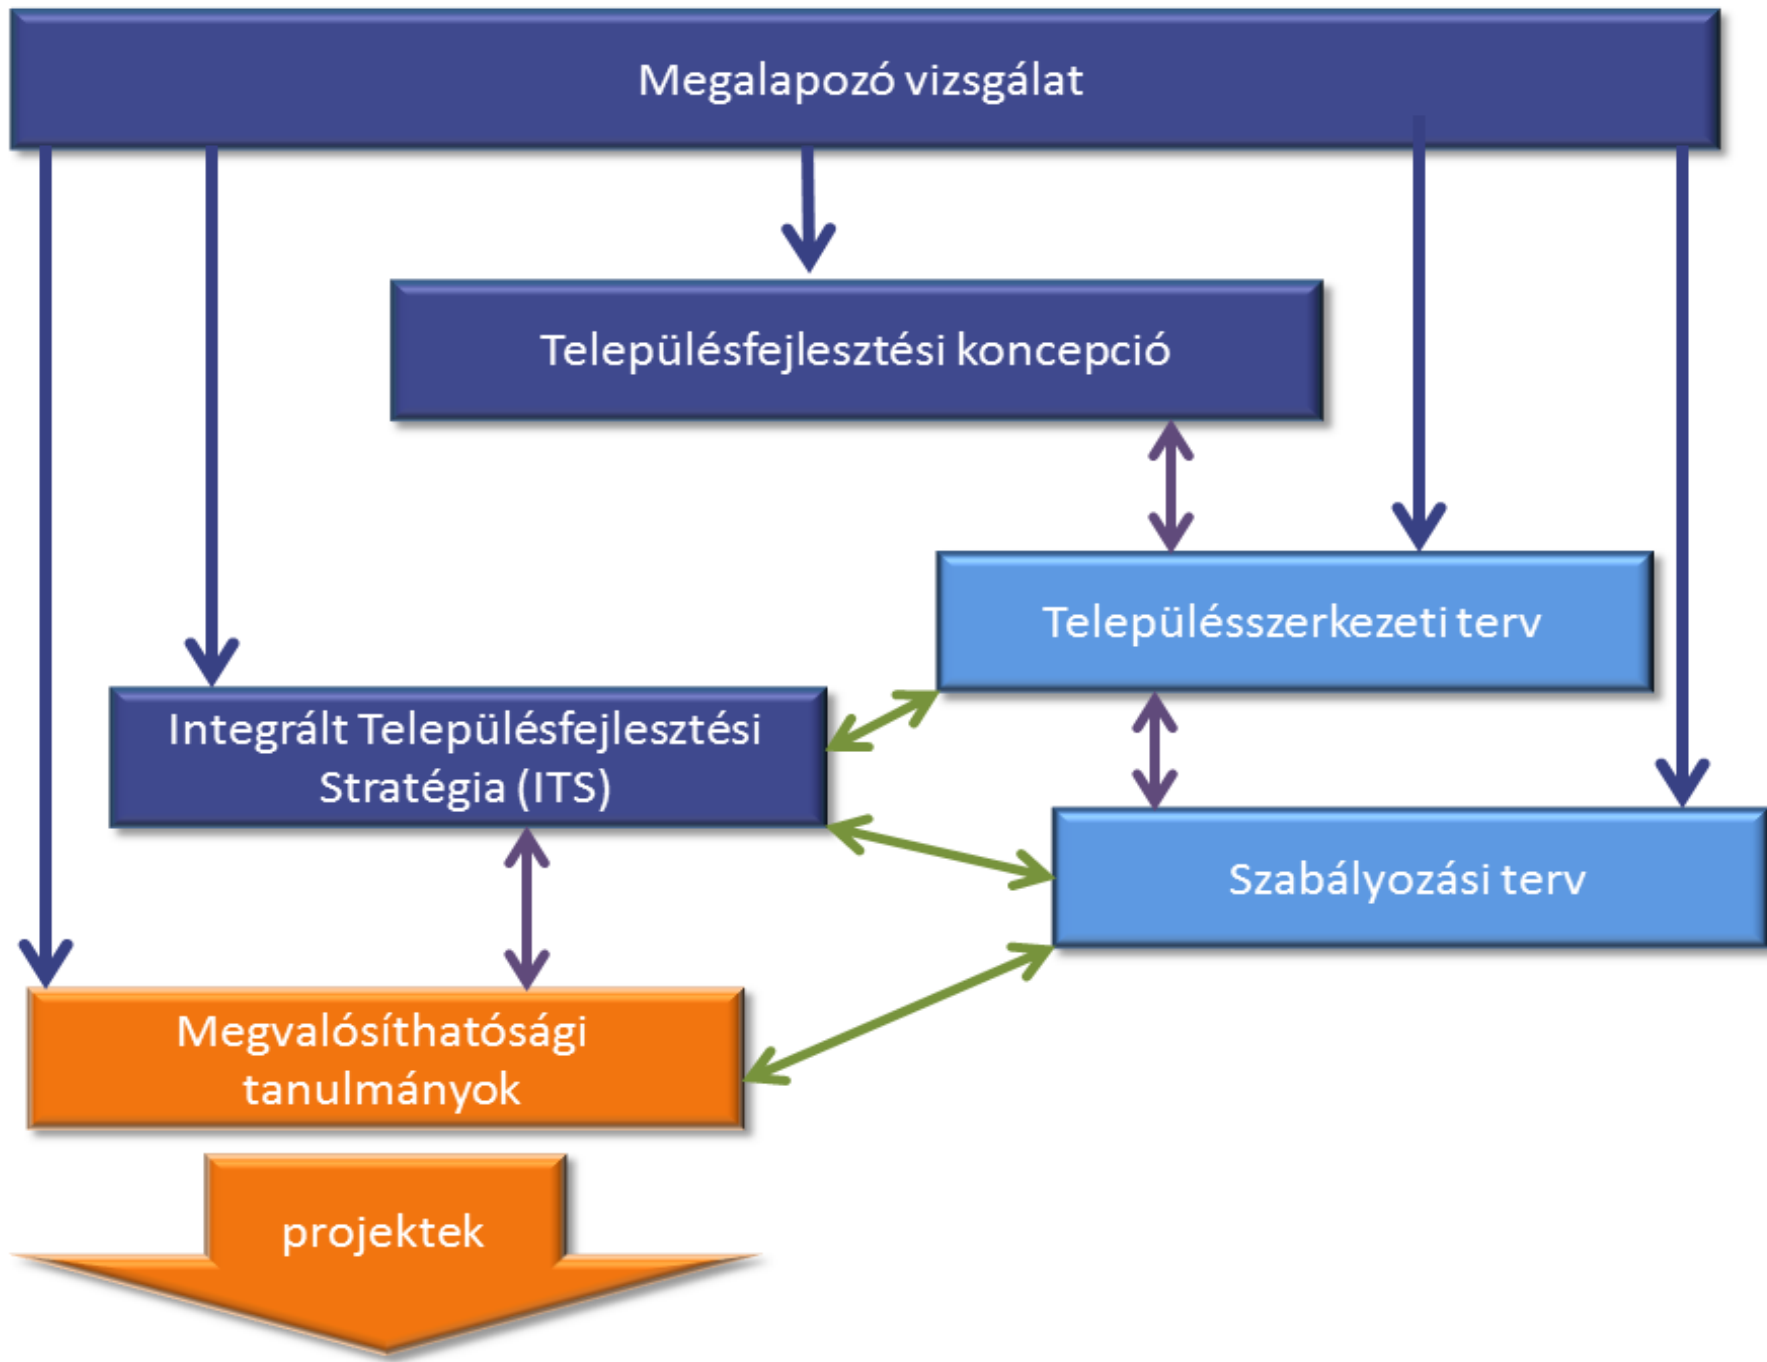 Megalapozó vizsgálat
Településfejlesztési koncepció
Településszerkezeti terv
Integrált Településfejlesztési
Stratégia (ITS)
Szabályozási terv
Megvalósíthatósági
tanulmányok
projektek